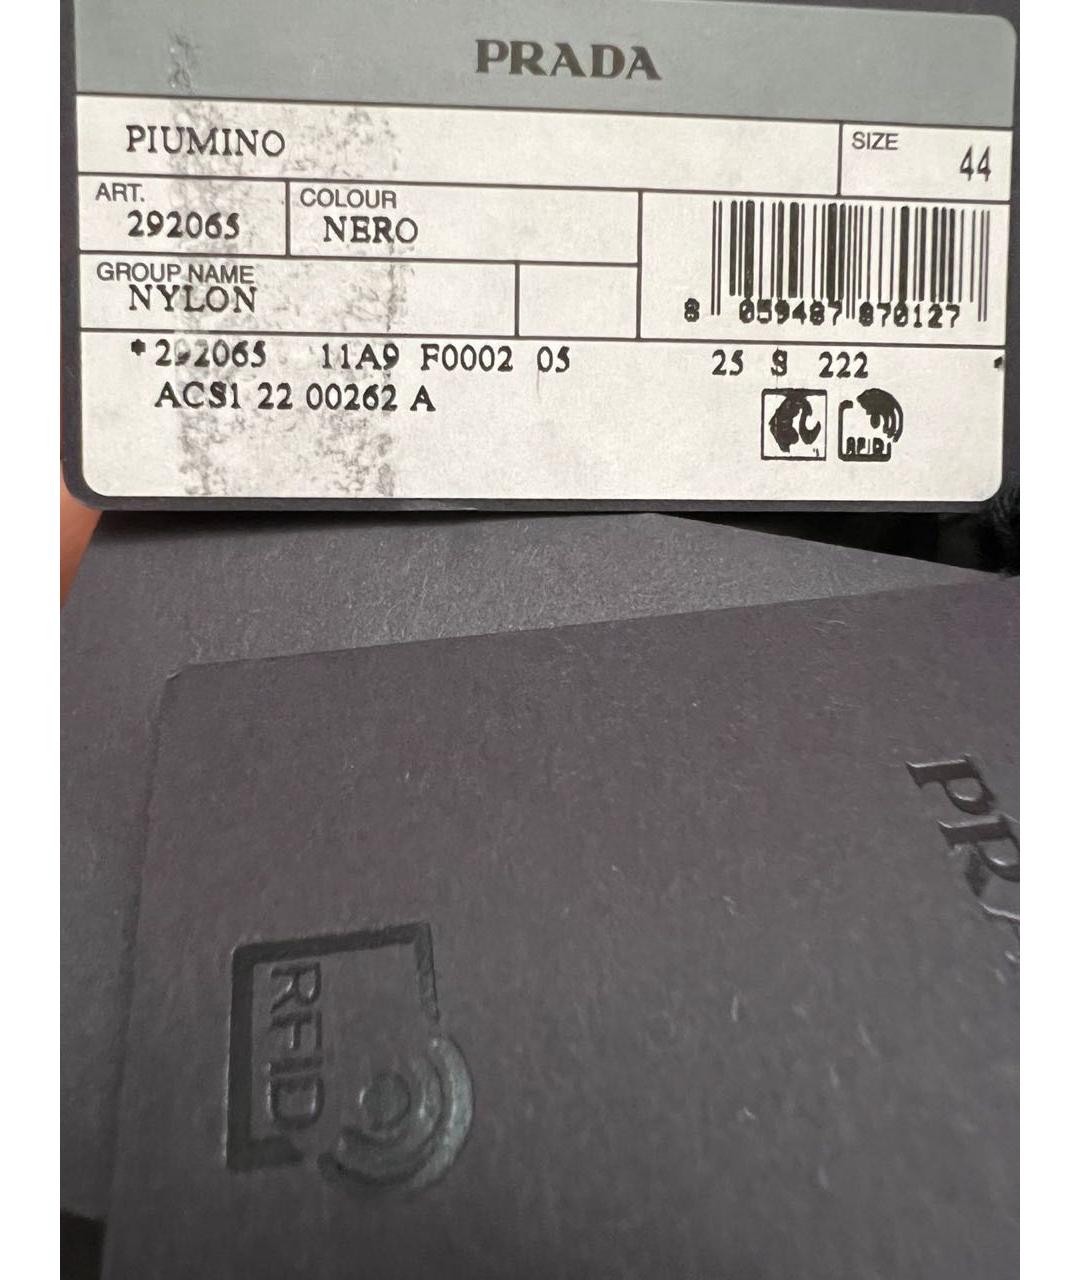 PRADA
PIUMINO
SIZE
44
ART.
292065
COLOUR
NERO
GROUP NAME
NYLON
8 059487 870127
*292065 11A9 F0002 05 25 S 222 *
ACS1 22 00262 A
RFID
RFID